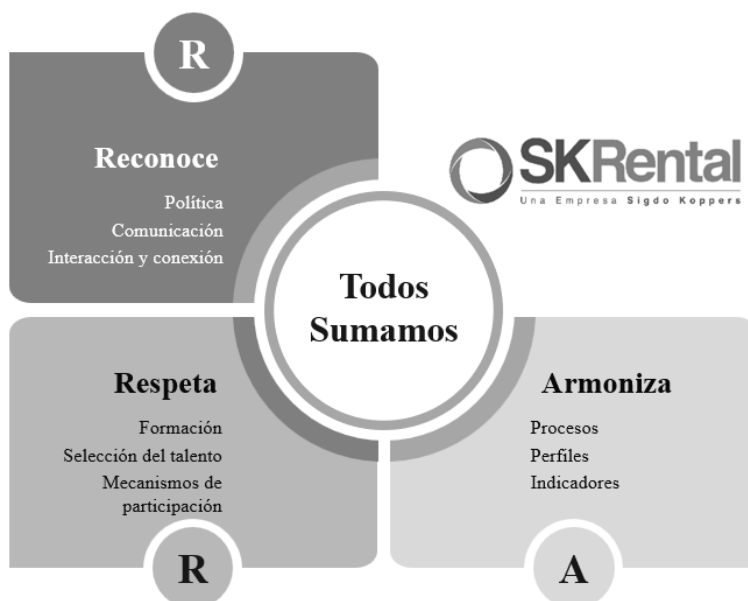 R
Reconoce
Política
Comunicación
Interacción y conexión
SKRental
Una Empresa Sigdo Koppers
Todos
Sumamos
Respeta
Formación
Selección del talento
Mecanismos de
participación
R
Armoniza
Procesos
Perfiles
Indicadores
A